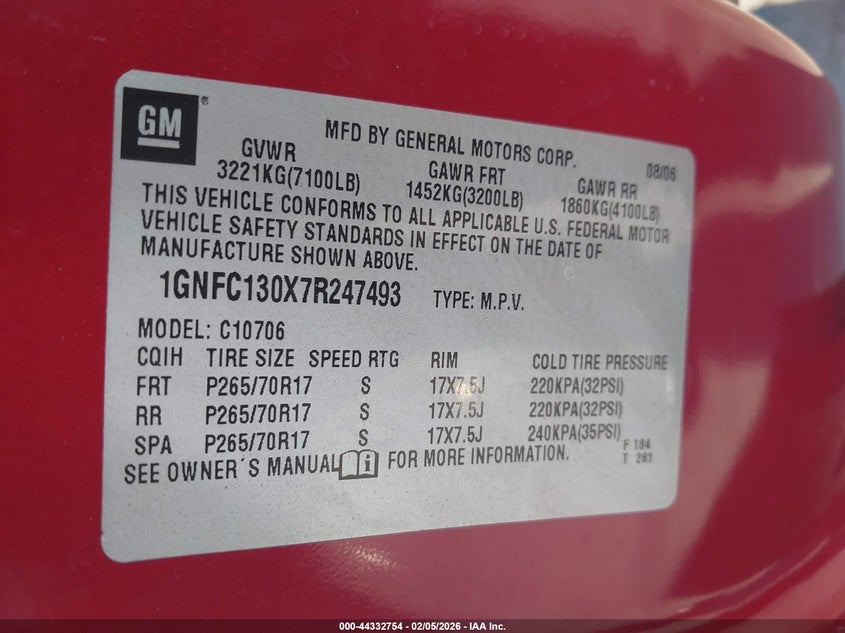 GM ®
MFD BY GENERAL MOTORS CORP. 08/06
GVWR GAWR FRT GAWR RR
3221KG(7100LB) 1452KG(3200LB) 1860KG(4100LB)
THIS VEHICLE CONFORMS TO ALL APPLICABLE U.S. FEDERAL MOTOR
VEHICLE SAFETY STANDARDS IN EFFECT ON THE DATE OF
MANUFACTURE SHOWN ABOVE.
1GNFC130X7R247493 TYPE: M.P.V.
MODEL: C10706
CQIH TIRE SIZE SPEED RTG RIM COLD TIRE PRESSURE
FRT P265/70R17 S 17X7.5J 220KPA(32PSI)
RR P265/70R17 S 17X7.5J 220KPA(32PSI)
SPA P265/70R17 S 17X7.5J 240KPA(35PSI)
F 184
T 281
SEE OWNER´S MANUAL i FOR MORE INFORMATION.
000-44332754 | 02/05/2026 - IAA Inc.